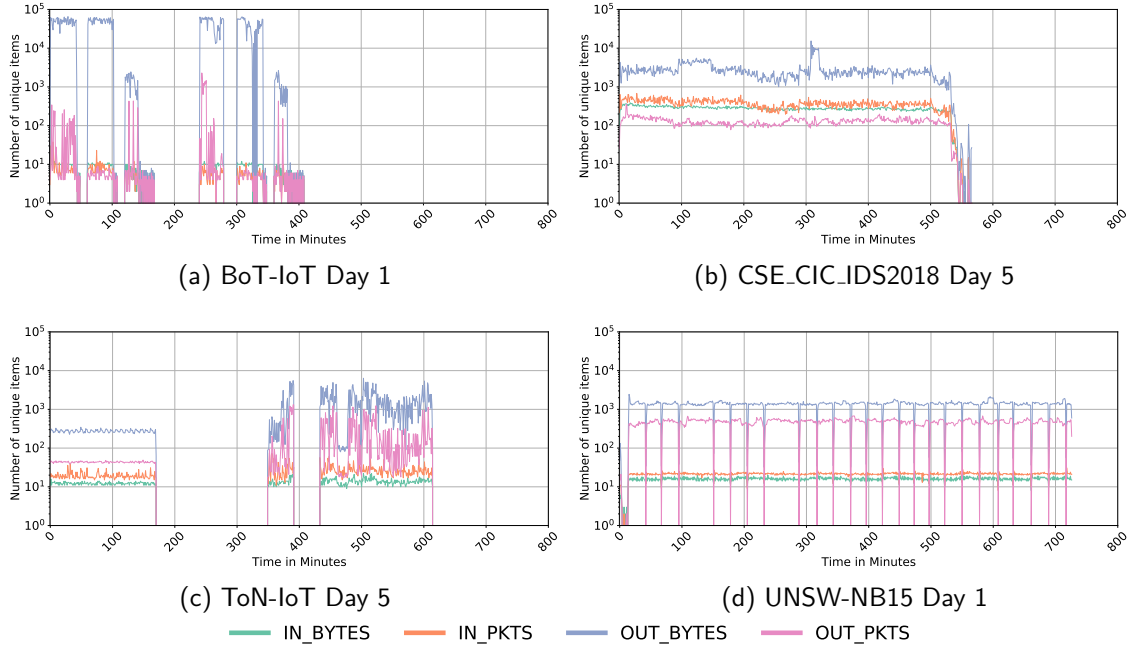 10^5
10^4
10^3
10^2
10^1
10^0
Number of unique items
0 100 200 300 400 500 600 700 800
Time in Minutes
(a) BoT-IoT Day 1
10^5
10^4
10^3
10^2
10^1
10^0
Number of unique items
0 100 200 300 400 500 600 700 800
Time in Minutes
(b) CSE_CIC_IDS2018 Day 5
10^5
10^4
10^3
10^2
10^1
10^0
Number of unique items
0 100 200 300 400 500 600 700 800
Time in Minutes
(c) ToN-IoT Day 5
10^5
10^4
10^3
10^2
10^1
10^0
Number of unique items
0 100 200 300 400 500 600 700 800
Time in Minutes
(d) UNSW-NB15 Day 1
IN_BYTES IN_PKTS OUT_BYTES OUT_PKTS